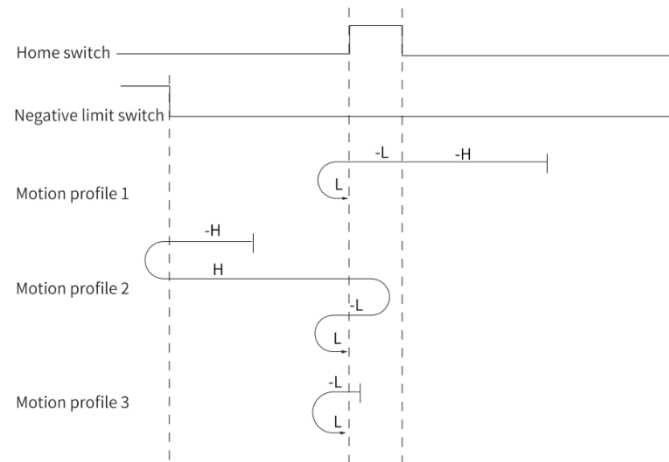 Home switch
Negative limit switch
-L
-H
L
Motion profile 1
-H
H
Motion profile 2
-L
L
-L
Motion profile 3
L